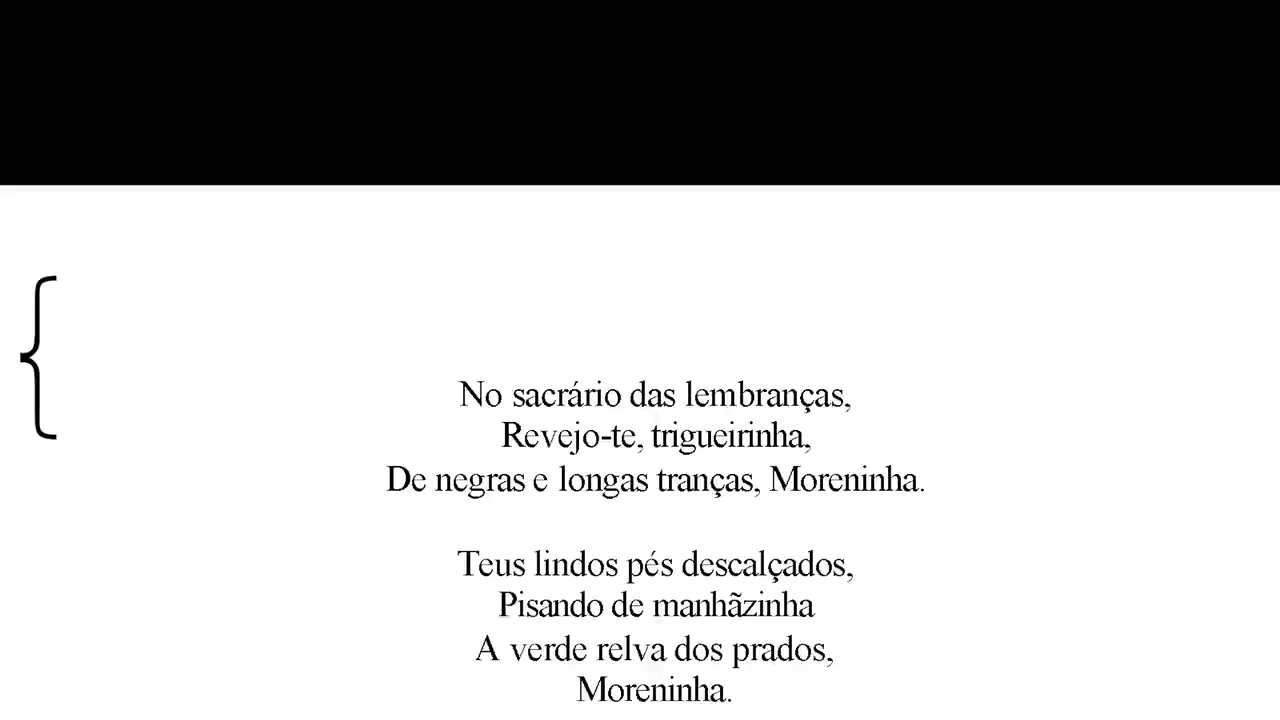 No sacrário das lembranças,
Revejo-te, trigueirinha,
De negras e longas tranças, Moreninha.
Teus lindos pés descalçados,
Pisando de manhãzinha
A verde relva dos prados,
Moreninha.